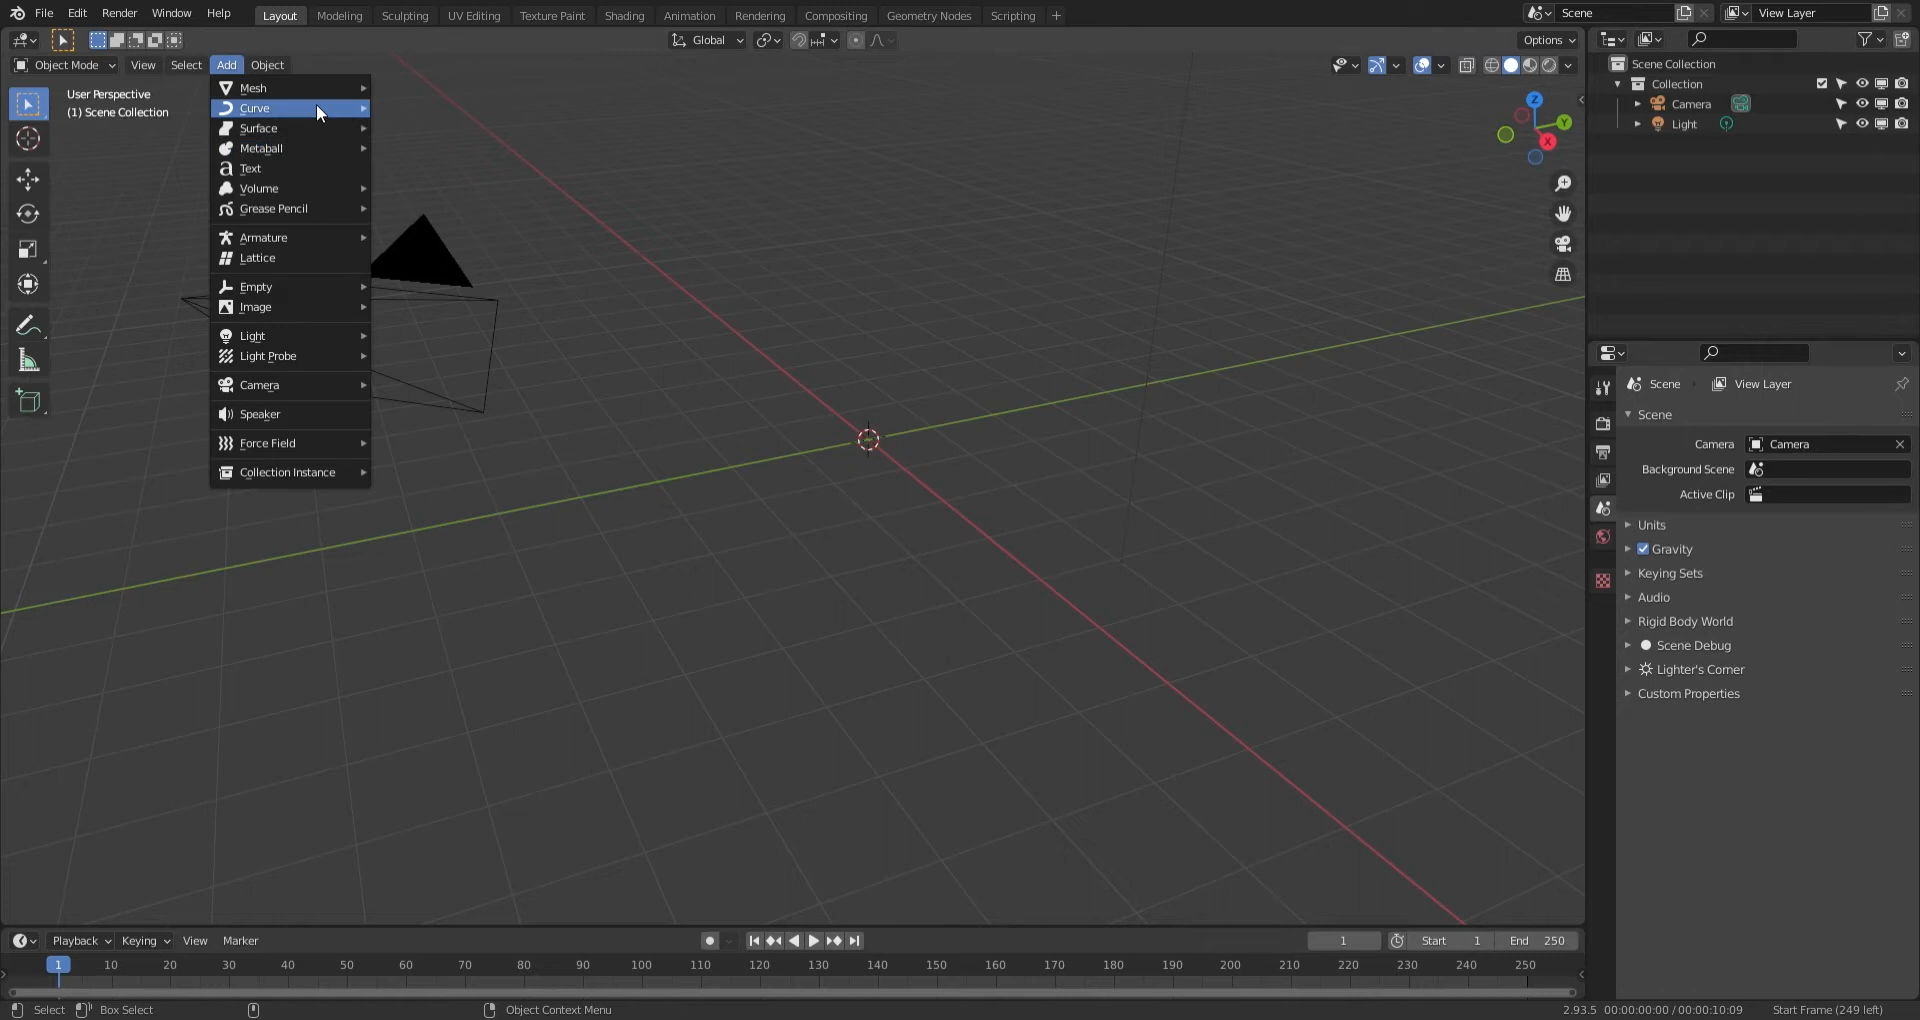 File Edit Render Window Help Layout Modeling Sculpting UV Editing Texture Paint Shading Animation Rendering Compositing Geometry Nodes Scripting + Scene View Layer
Global Options
Object Mode View Select Add Object
User Perspective
(1) Scene Collection
Mesh
Curve
Surface
Metaball
Text
Volume
Grease Pencil
Armature
Lattice
Empty
Image
Light
Light Probe
Camera
Speaker
Force Field
Collection Instance
Z
Y
X
Scene Collection
Collection
Camera
Light
Scene View Layer
Scene
Camera Camera
Background Scene
Active Clip
Units
Gravity
Keying Sets
Audio
Rigid Body World
Scene Debug
Lighter's Corner
Custom Properties
Playback Keying View Marker 1 Start 1 End 250
1 10 20 30 40 50 60 70 80 90 100 110 120 130 140 150 160 170 180 190 200 210 220 230 240 250
Select Box Select Object Context Menu 2.93.5 00:00:00:00 / 00:00:10:09 Start Frame (249 left)